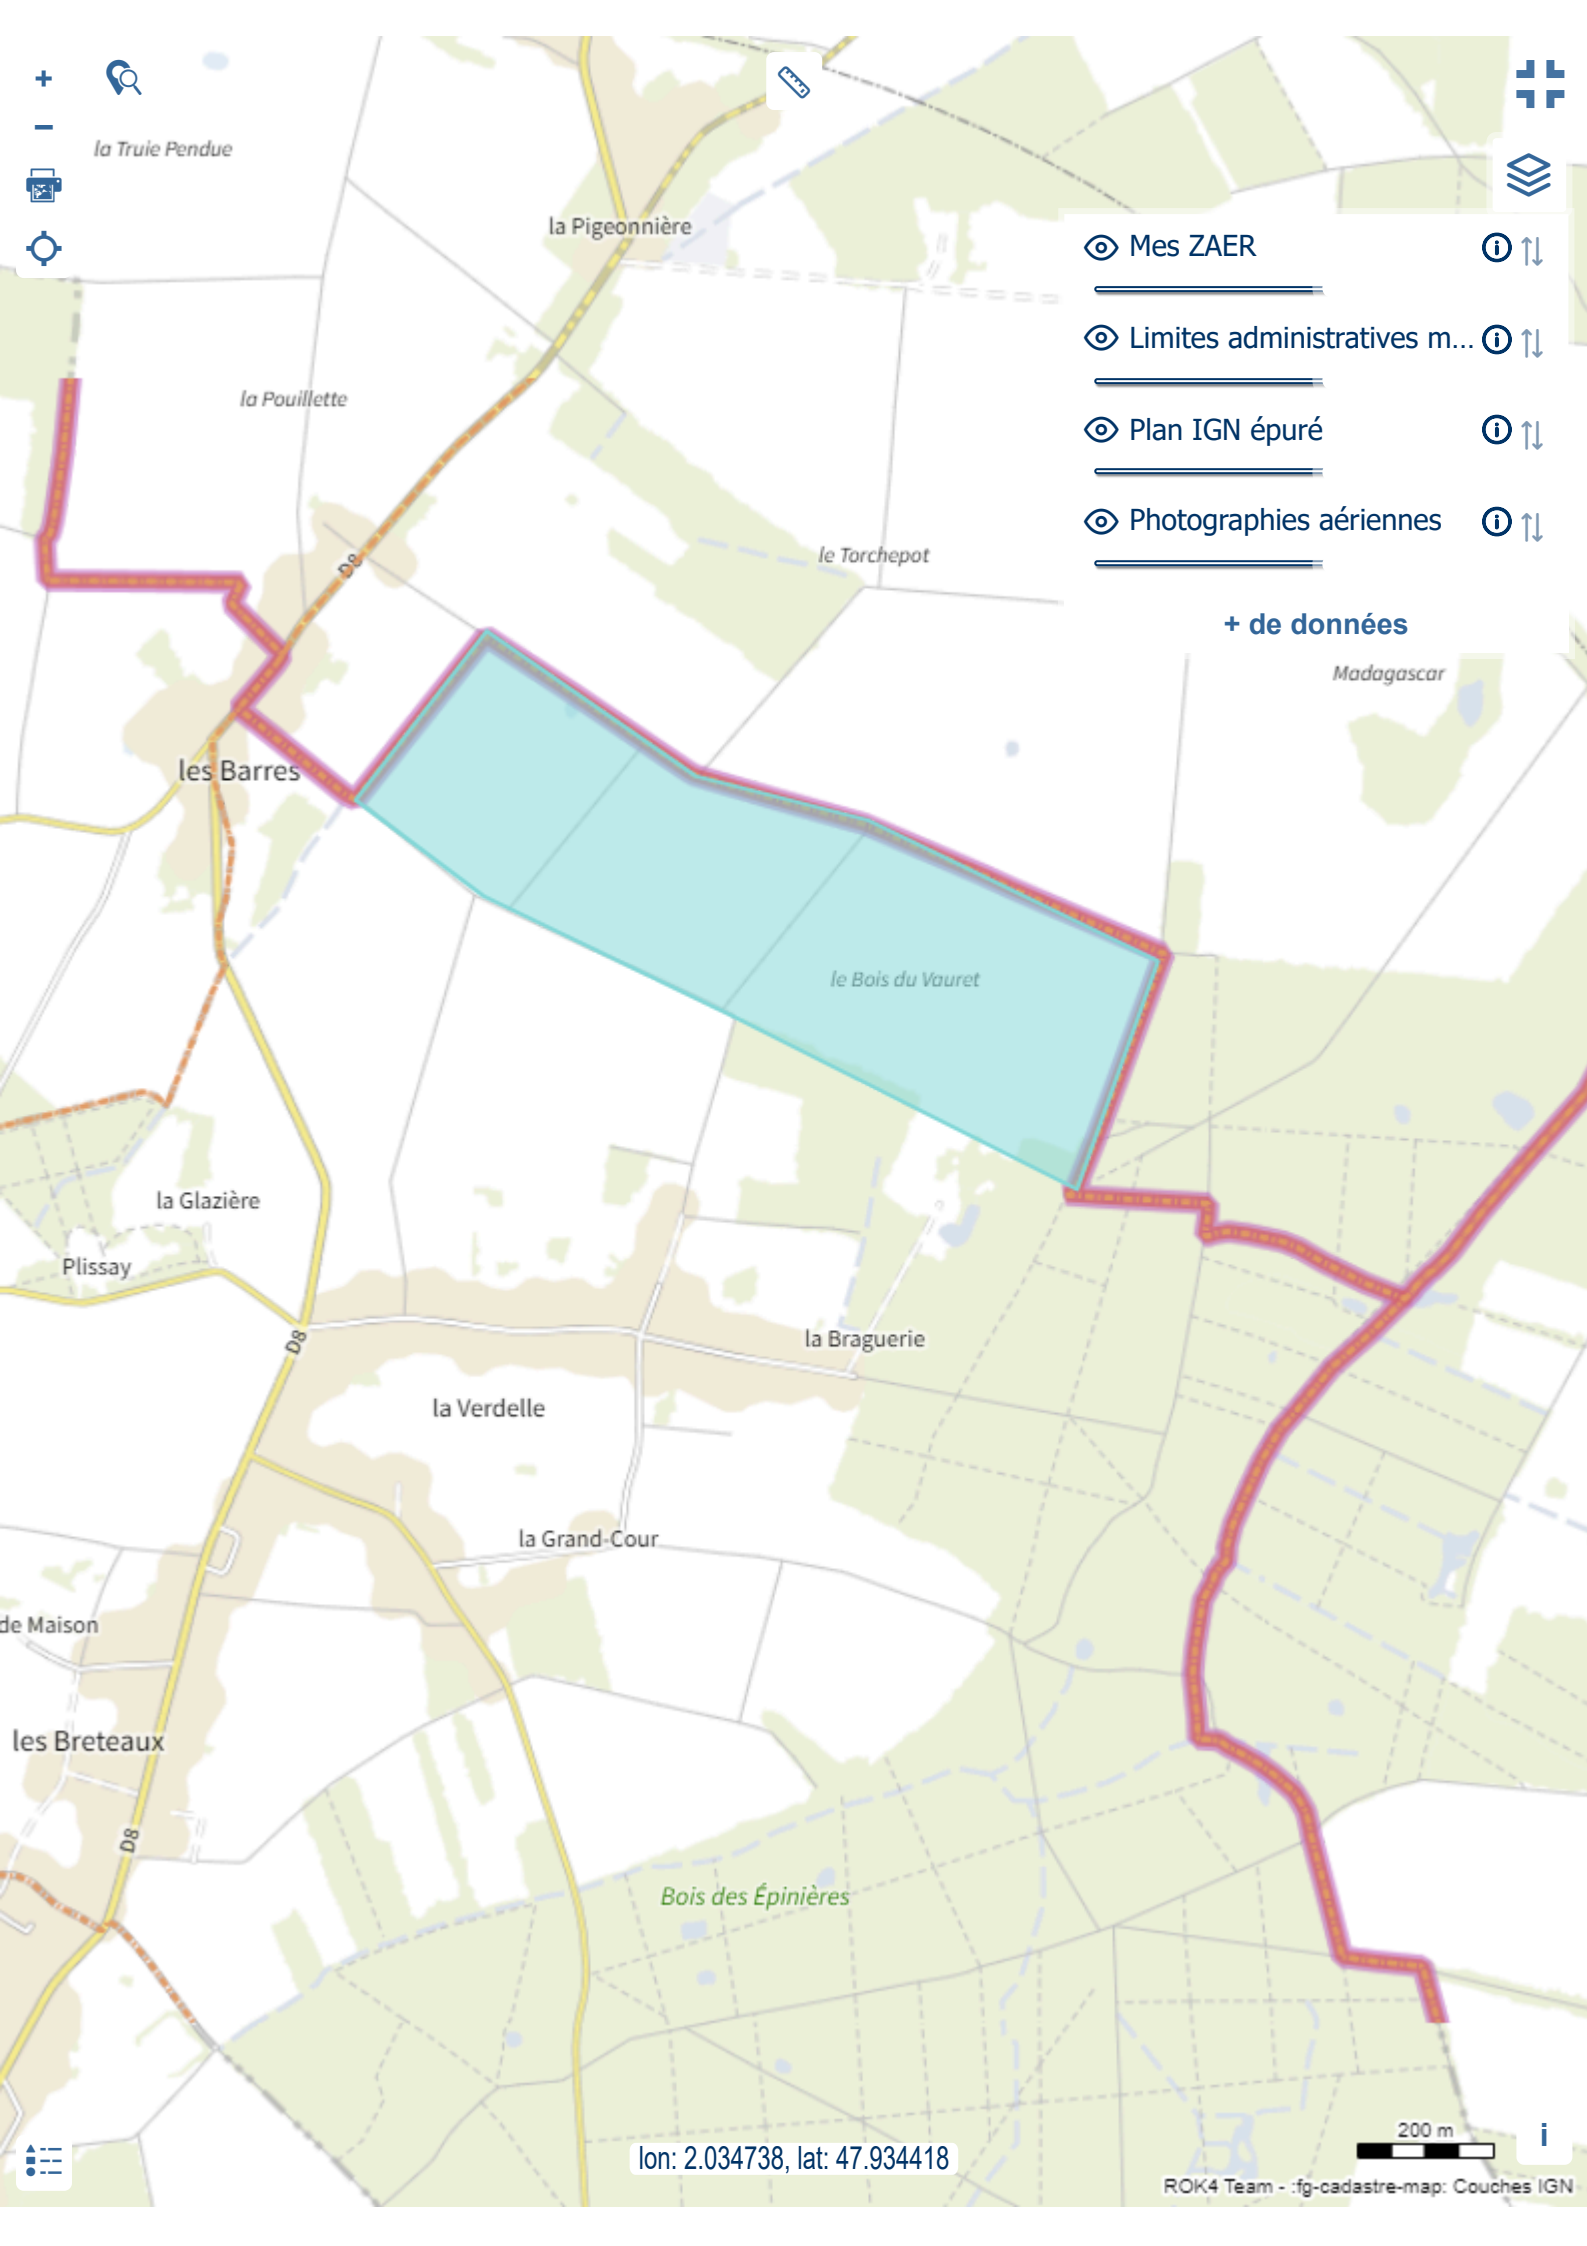 +
−
la Truie Pendue
la Pigeonnière
Mes ZAER
Limites administratives m...
la Pouillette
Plan IGN épuré
Photographies aériennes
D8
le Torchepot
+ de données
Madagascar
les Barres
le Bois du Vauret
la Glazière
Plissay
D8
la Braguerie
la Verdelle
la Grand-Cour
de Maison
les Breteaux
D8
Bois des Épinières
200 m
i
lon: 2.034738, lat: 47.934418
ROK4 Team - :fg-cadastre-map: Couches IGN